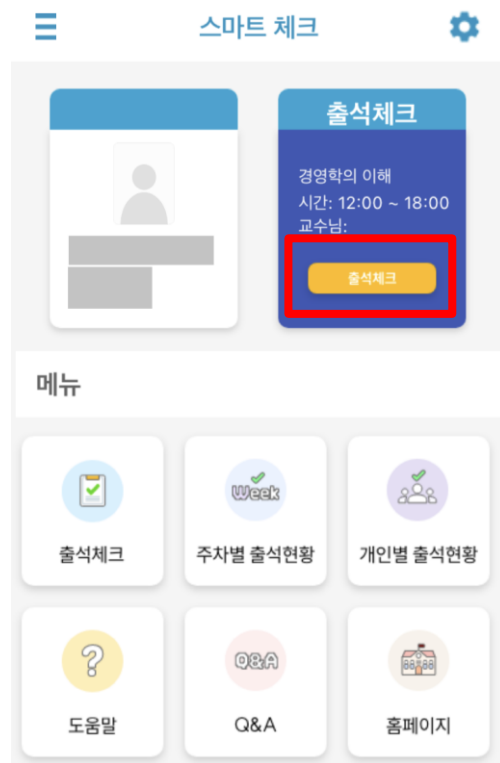 스마트 체크
출석체크
경영학의 이해
시간: 12:00 ~ 18:00
교수님:
출석체크
메뉴
Week
출석체크
주차별 출석현황
개인별 출석현황
?
Q&A
도움말
Q&A
홈페이지